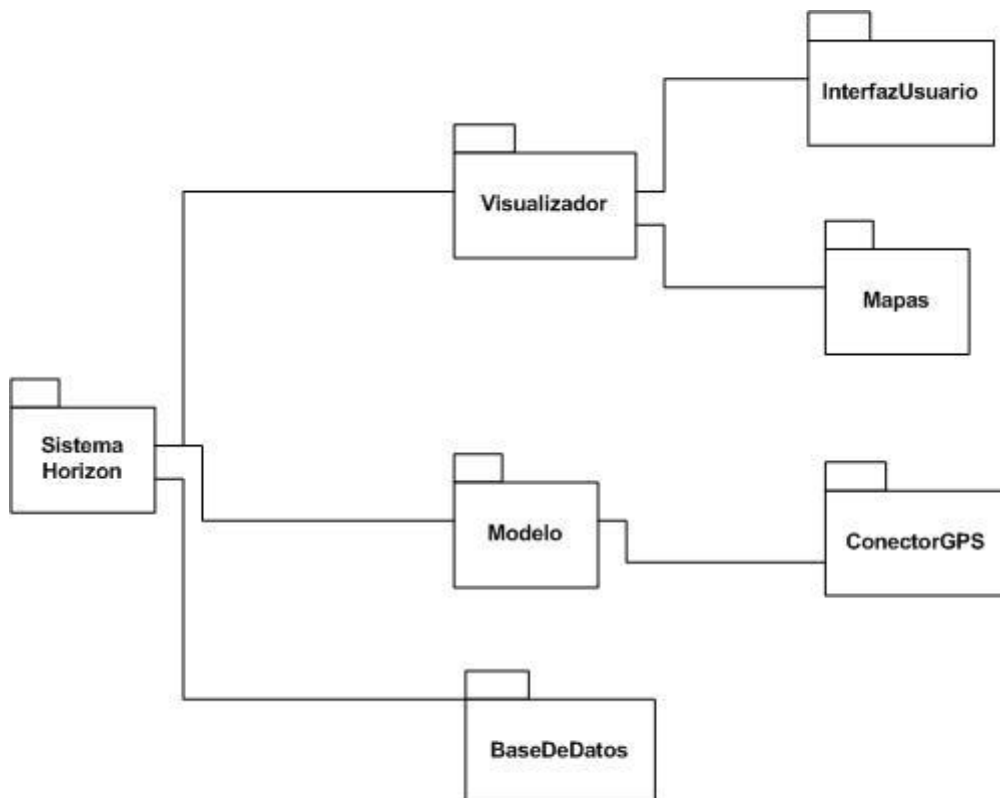 InterfazUsuario
Visualizador
Mapas
Sistema
Horizon
Modelo
ConectorGPS
BaseDeDatos